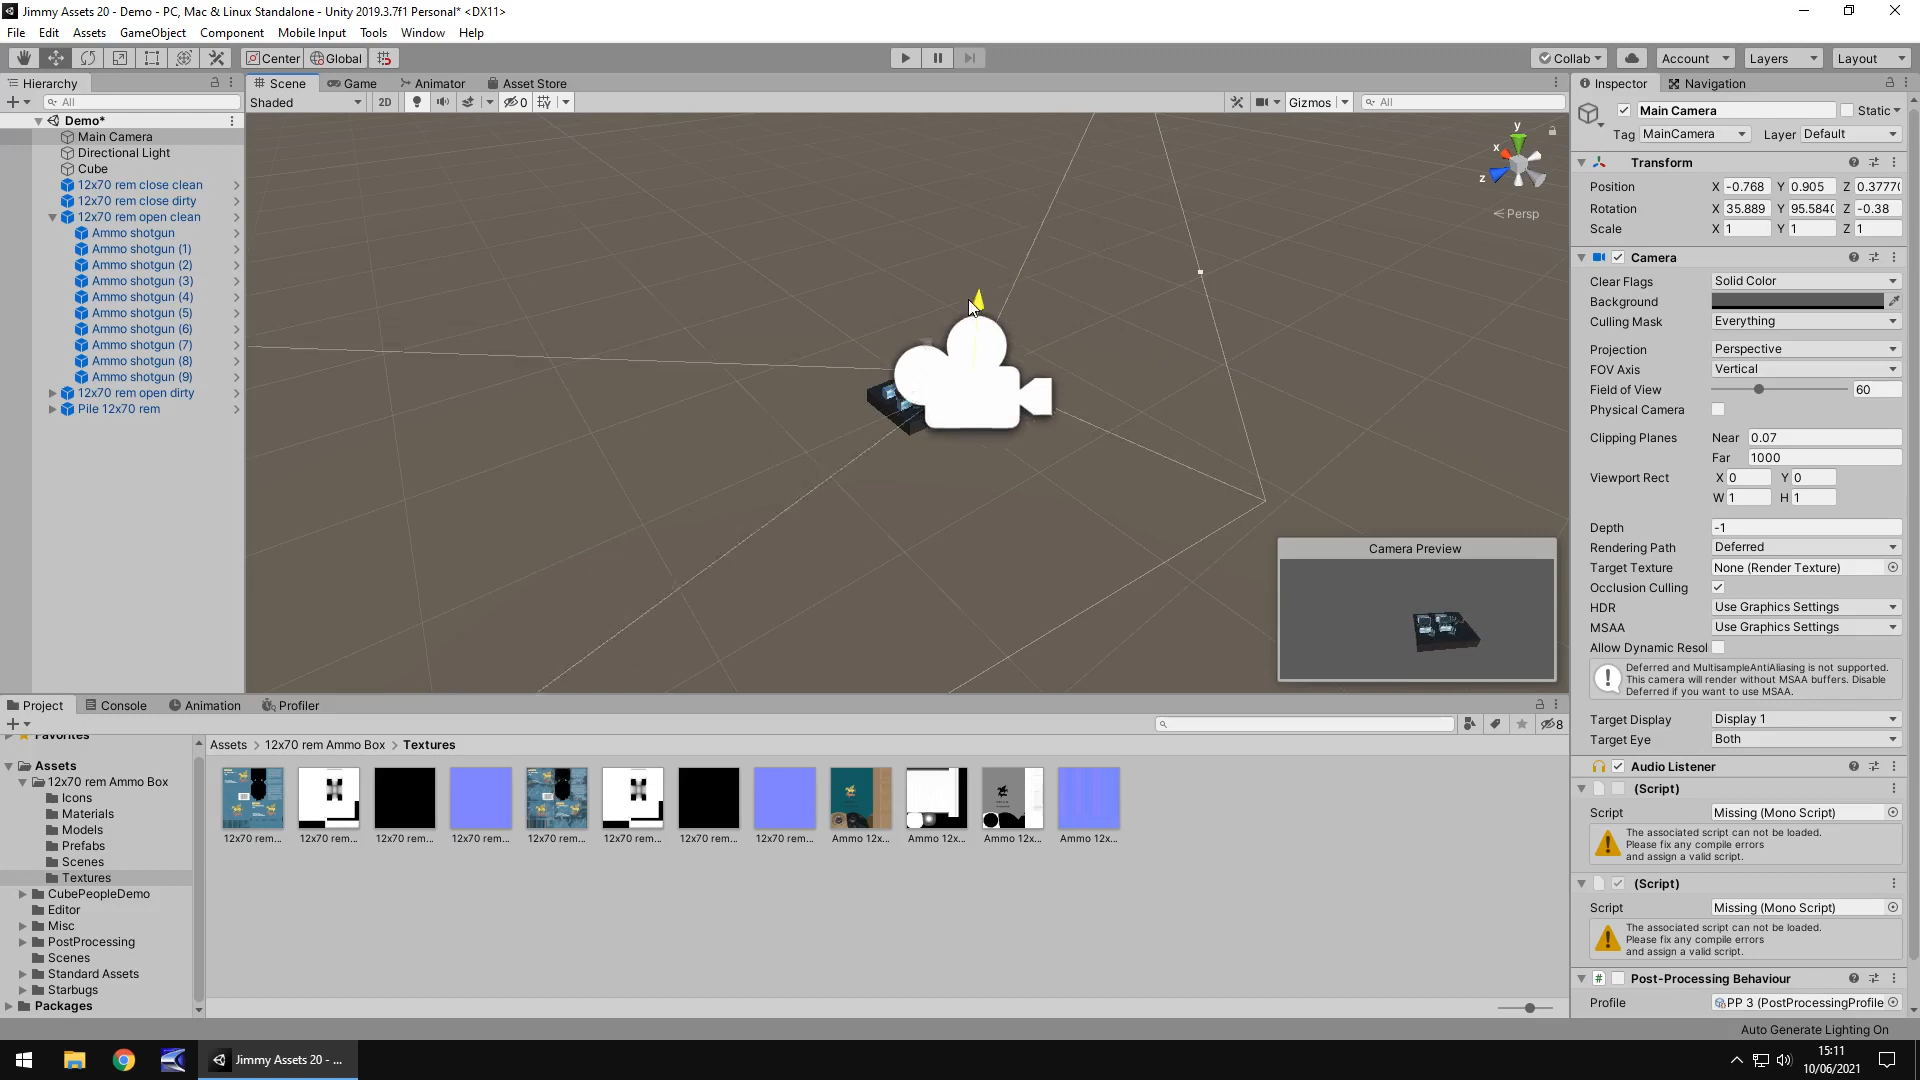 Jimmy Assets 20 - Demo - PC, Mac & Linux Standalone - Unity 2019.3.7f1 Personal* <DX11>
File Edit Assets GameObject Component Mobile Input Tools Window Help
Center Global Collab Account Layers Layout
Hierarchy
All
Demo*
Main Camera
Directional Light
Cube
12x70 rem close clean
12x70 rem close dirty
12x70 rem open clean
Ammo shotgun
Ammo shotgun (1)
Ammo shotgun (2)
Ammo shotgun (3)
Ammo shotgun (4)
Ammo shotgun (5)
Ammo shotgun (6)
Ammo shotgun (7)
Ammo shotgun (8)
Ammo shotgun (9)
12x70 rem open dirty
Pile 12x70 rem
Scene Game Animator Asset Store
Shaded 2D 0 Gizmos All
y
x
z
Persp
Camera Preview
Inspector Navigation
Main Camera Static
Tag MainCamera Layer Default
Transform
Position X -0.768 Y 0.905 Z 0.3777(
Rotation X 35.889 Y 95.584( Z -0.38
Scale X 1 Y 1 Z 1
Camera
Clear Flags Solid Color
Background
Culling Mask Everything
Projection Perspective
FOV Axis Vertical
Field of View 60
Physical Camera
Clipping Planes Near 0.07
Far 1000
Viewport Rect X 0 Y 0
W 1 H 1
Depth -1
Rendering Path Deferred
Target Texture None (Render Texture)
Occlusion Culling
HDR Use Graphics Settings
MSAA Use Graphics Settings
Allow Dynamic Resol
Deferred and MultisampleAntiAliasing is not supported.
This camera will render without MSAA buffers. Disable
Deferred if you want to use MSAA.
Target Display Display 1
Target Eye Both
Audio Listener
(Script)
Script Missing (Mono Script)
The associated script can not be loaded.
Please fix any compile errors
and assign a valid script.
(Script)
Script Missing (Mono Script)
The associated script can not be loaded.
Please fix any compile errors
and assign a valid script.
Post-Processing Behaviour
Profile PP 3 (PostProcessingProfile
Project Console Animation Profiler
8
Favorites
Assets
12x70 rem Ammo Box
Icons
Materials
Models
Prefabs
Scenes
Textures
CubePeopleDemo
Editor
Misc
PostProcessing
Scenes
Standard Assets
Starbugs
Packages
Assets > 12x70 rem Ammo Box > Textures
12x70 rem... 12x70 rem... 12x70 rem... 12x70 rem... 12x70 rem... 12x70 rem... 12x70 rem... 12x70 rem... Ammo 12x... Ammo 12x... Ammo 12x... Ammo 12x...
Auto Generate Lighting On
Jimmy Assets 20 - ...
15:11
10/06/2021